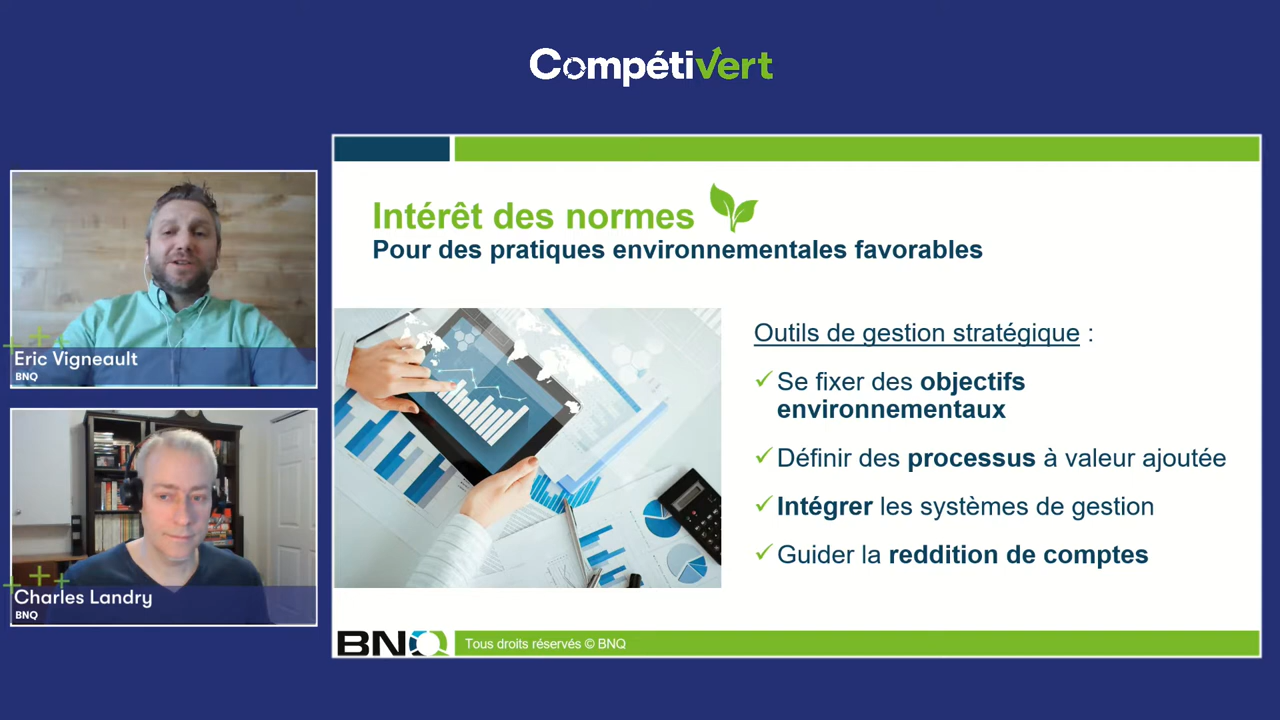 CompétiVert
Eric Vigneault
BNQ
Charles Landry
BNQ
Intérêt des normes
Pour des pratiques environnementales favorables
Outils de gestion stratégique :
Se fixer des objectifs
environnementaux
Définir des processus à valeur ajoutée
Intégrer les systèmes de gestion
Guider la reddition de comptes
BNQ
Tous droits réservés © BNQ